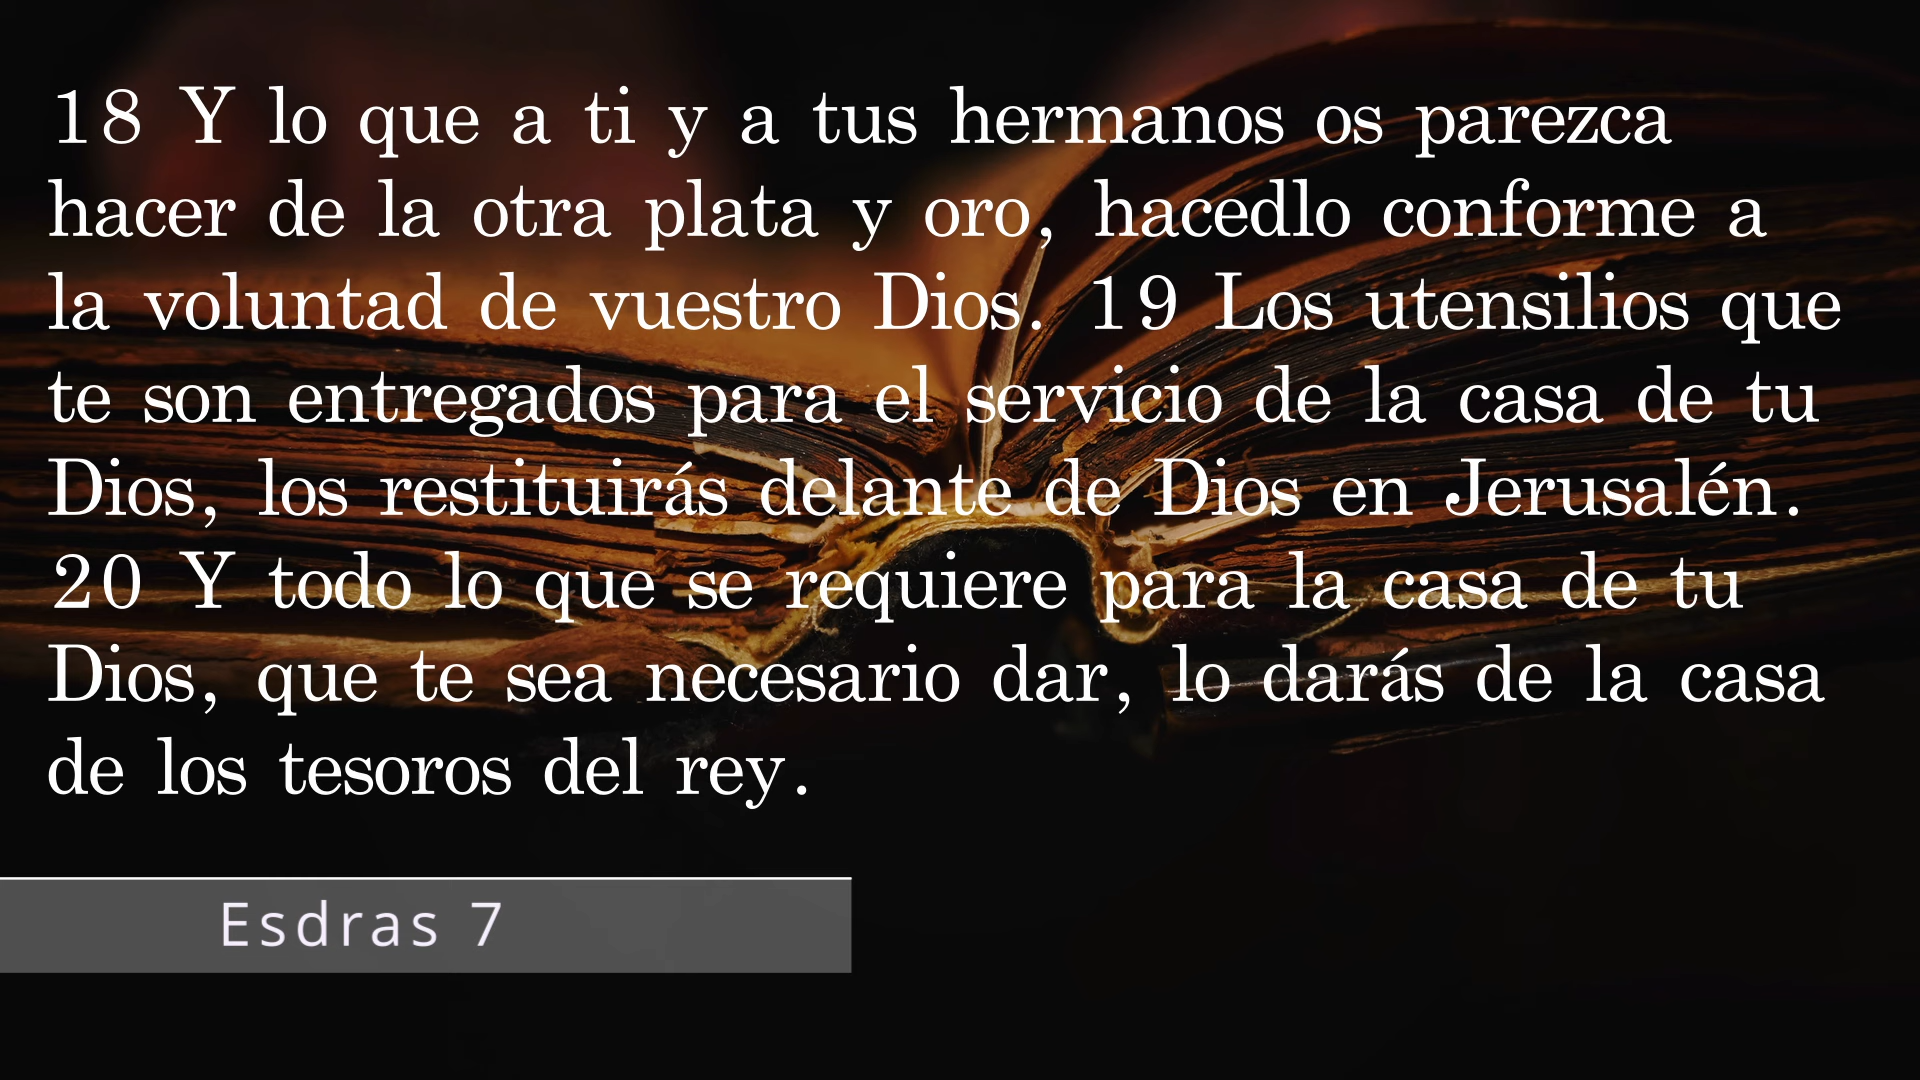 18 Y lo que a ti y a tus hermanos os parezca
hacer de la otra plata y oro, hacedlo conforme a
la voluntad de vuestro Dios. 19 Los utensilios que
te son entregados para el servicio de la casa de tu
Dios, los restituirás delante de Dios en Jerusalén.
20 Y todo lo que se requiere para la casa de tu
Dios, que te sea necesario dar, lo darás de la casa
de los tesoros del rey.
Esdras 7